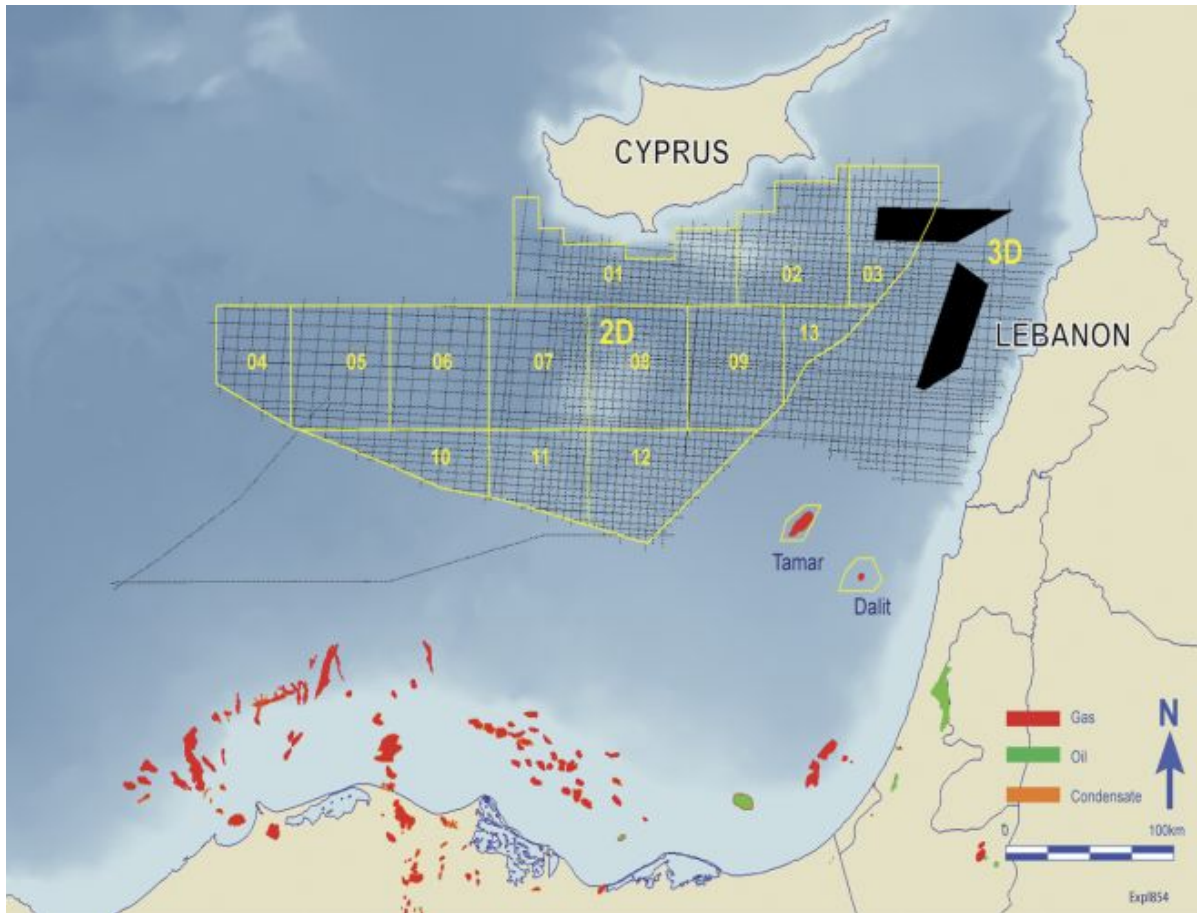 CYPRUS
3D
01
02
03
LEBANON
2D
13
04
05
06
07
08
09
10
11
12
Tamar
Dalit
Gas
N
Oil
Condensate
0
100km
Expl854